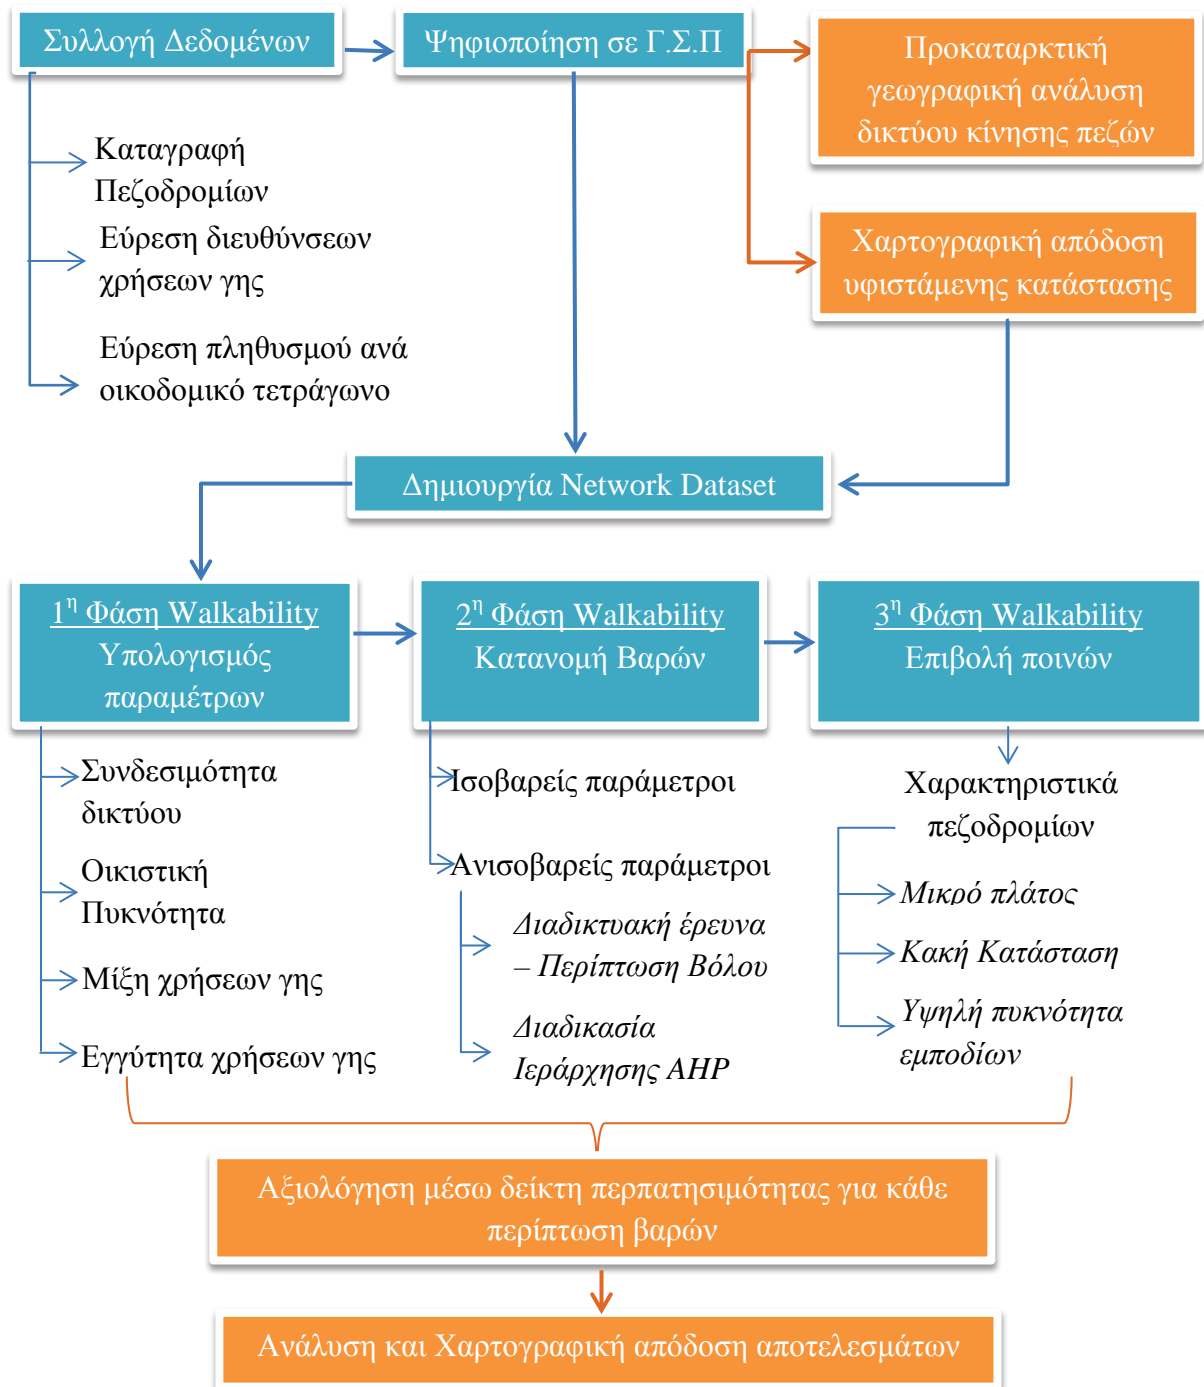 Συλλογή Δεδομένων
Ψηφιοποίηση σε Γ.Σ.Π
Προκαταρκτική
γεωγραφική ανάλυση
δικτύου κίνησης πεζών
Καταγραφή
Πεζοδρομίων
Εύρεση διευθύνσεων
χρήσεων γης
Εύρεση πληθυσμού ανά
οικοδομικό τετράγωνο
Χαρτογραφική απόδοση
υφιστάμενης κατάστασης
Δημιουργία Network Dataset
1η Φάση Walkability
Υπολογισμός
παραμέτρων
2η Φάση Walkability
Κατανομή Βαρών
3η Φάση Walkability
Επιβολή ποινών
Συνδεσιμότητα
δικτύου
Οικιστική
Πυκνότητα
Μίξη χρήσεων γης
Εγγύτητα χρήσεων γης
Ισοβαρείς παράμετροι
Ανισοβαρείς παράμετροι
Διαδικτυακή έρευνα
– Περίπτωση Βόλου
Διαδικασία
Ιεράρχησης AHP
Χαρακτηριστικά
πεζοδρομίων
Μικρό πλάτος
Κακή Κατάσταση
Υψηλή πυκνότητα
εμποδίων
Αξιολόγηση μέσω δείκτη περπατησιμότητας για κάθε
περίπτωση βαρών
Ανάλυση και Χαρτογραφική απόδοση αποτελεσμάτων